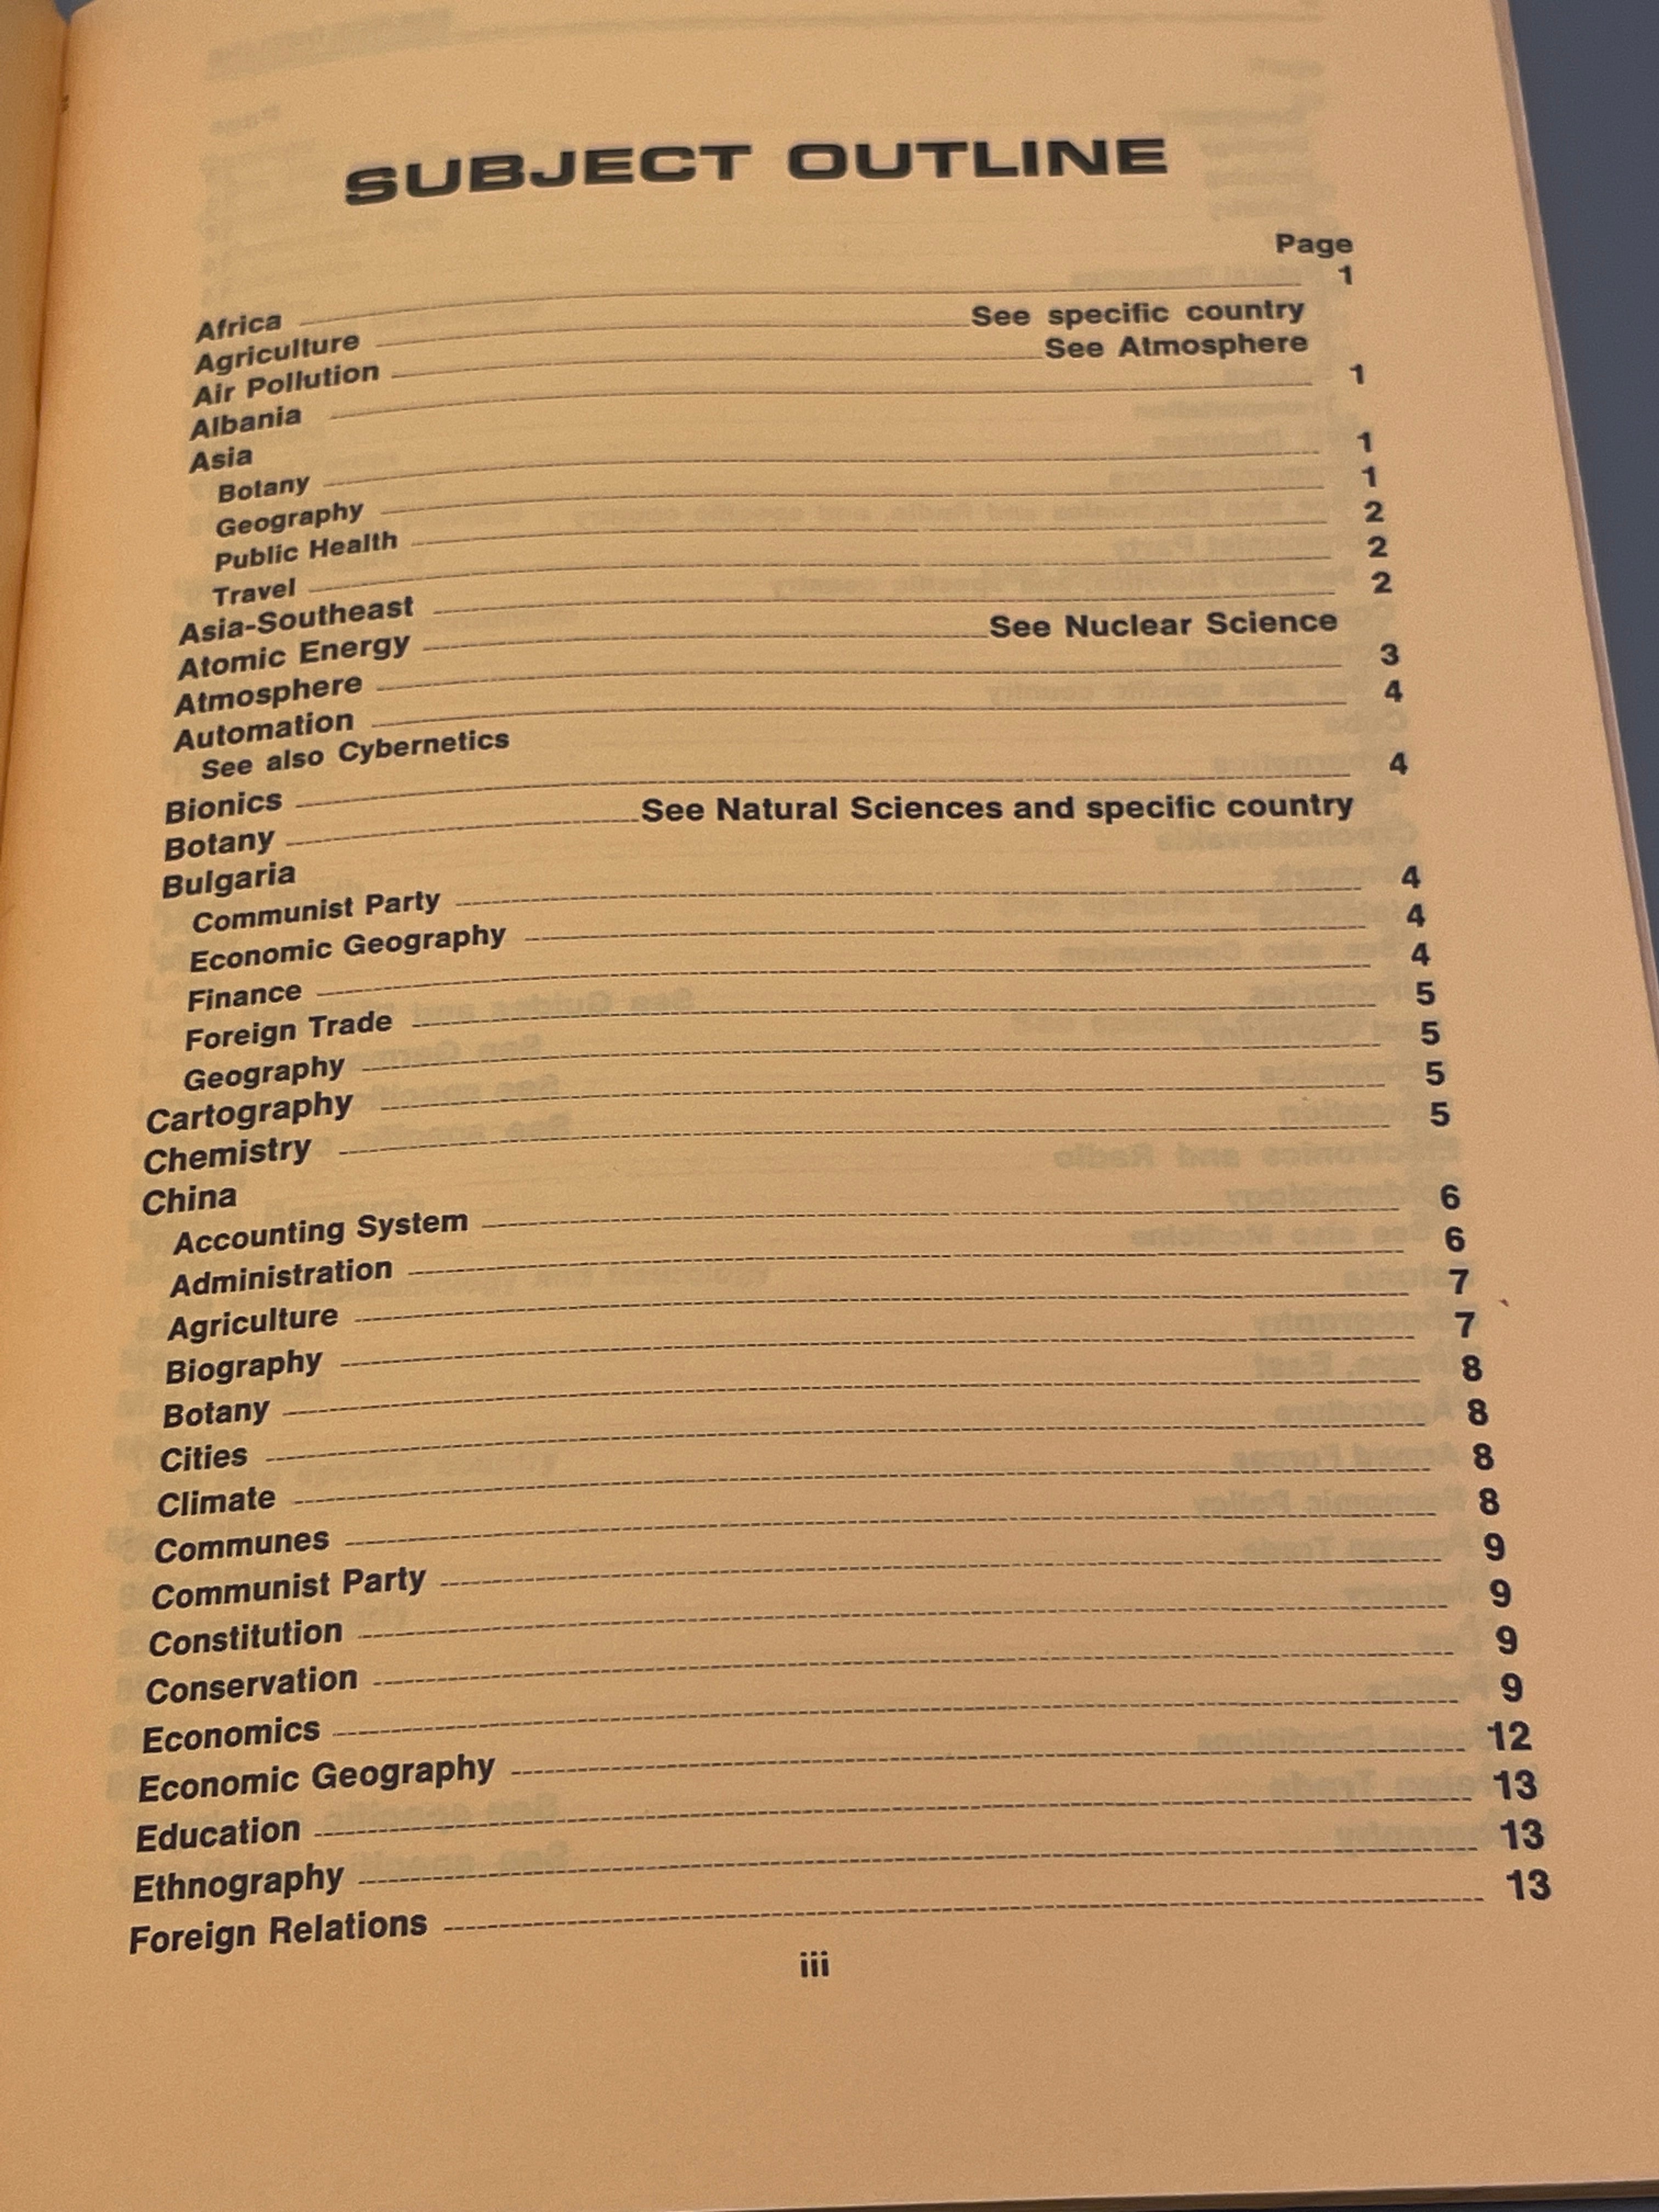 SUBJECT OUTLINE
Page
Africa 1
Agriculture See specific country
Air Pollution See Atmosphere
Albania 1
Asia
Botany 1
Geography 1
Public Health 2
Travel 2
Asia-Southeast 2
Atomic Energy See Nuclear Science
Atmosphere 3
Automation 4
See also Cybernetics
Bionics 4
Botany See Natural Sciences and specific country
Bulgaria
Communist Party 4
Economic Geography 4
Finance 4
Foreign Trade 5
Geography 5
Cartography 5
Chemistry 5
China
Accounting System 6
Administration 6
Agriculture 7
Biography 7
Botany 8
Cities 8
Climate 8
Communes 8
Communist Party 9
Constitution 9
Conservation 9
Economics 9
Economic Geography 12
Education 13
Ethnography 13
Foreign Relations 13
iii